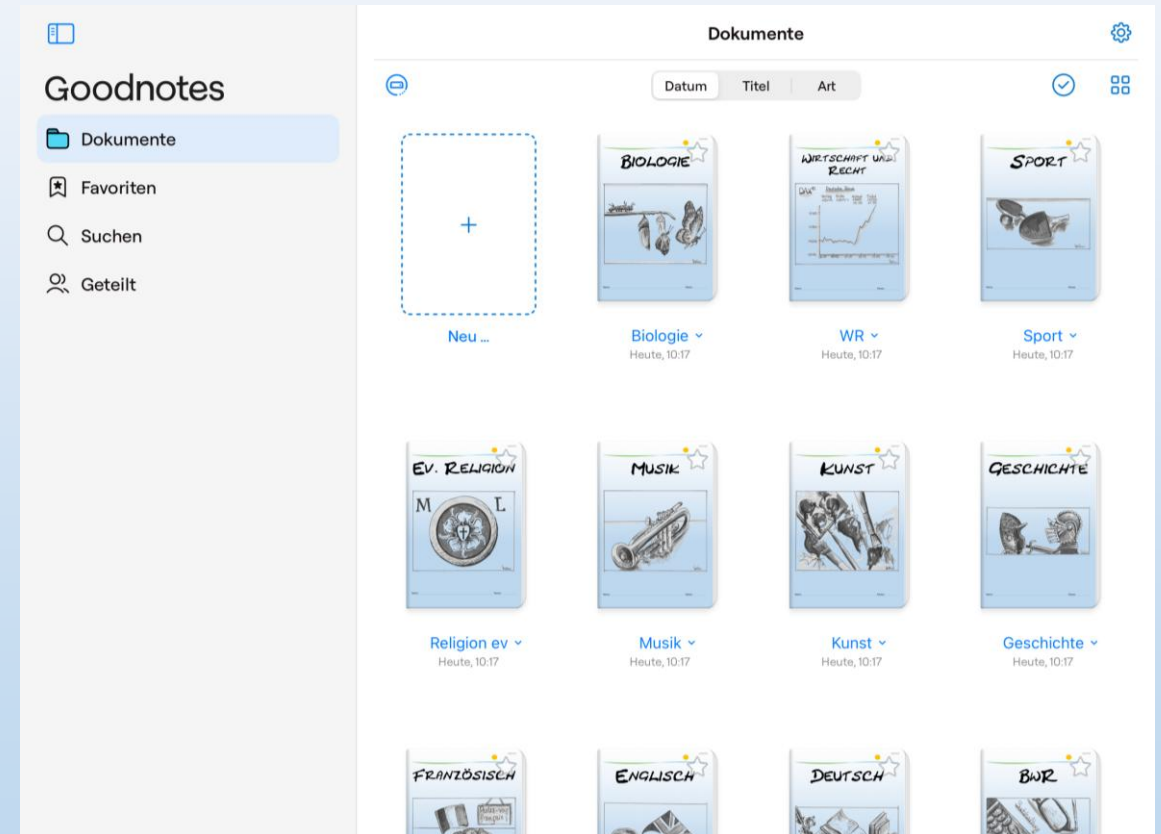 Dokumente
Goodnotes
Dokumente
Favoriten
Suchen
Geteilt
Datum Titel Art
Neu ...
BIOLOGIE
Biologie
Heute, 10:17
WIRTSCHAFT UND
RECHT
WR
Heute, 10:17
SPORT
Sport
Heute, 10:17
EV. RELIGION
M L
Religion ev
Heute, 10:17
MUSIK
Musik
Heute, 10:17
KUNST
Kunst
Heute, 10:17
GESCHICHTE
Geschichte
Heute, 10:17
FRANZÖSISCH
ENGLISCH
DEUTSCH
BWR